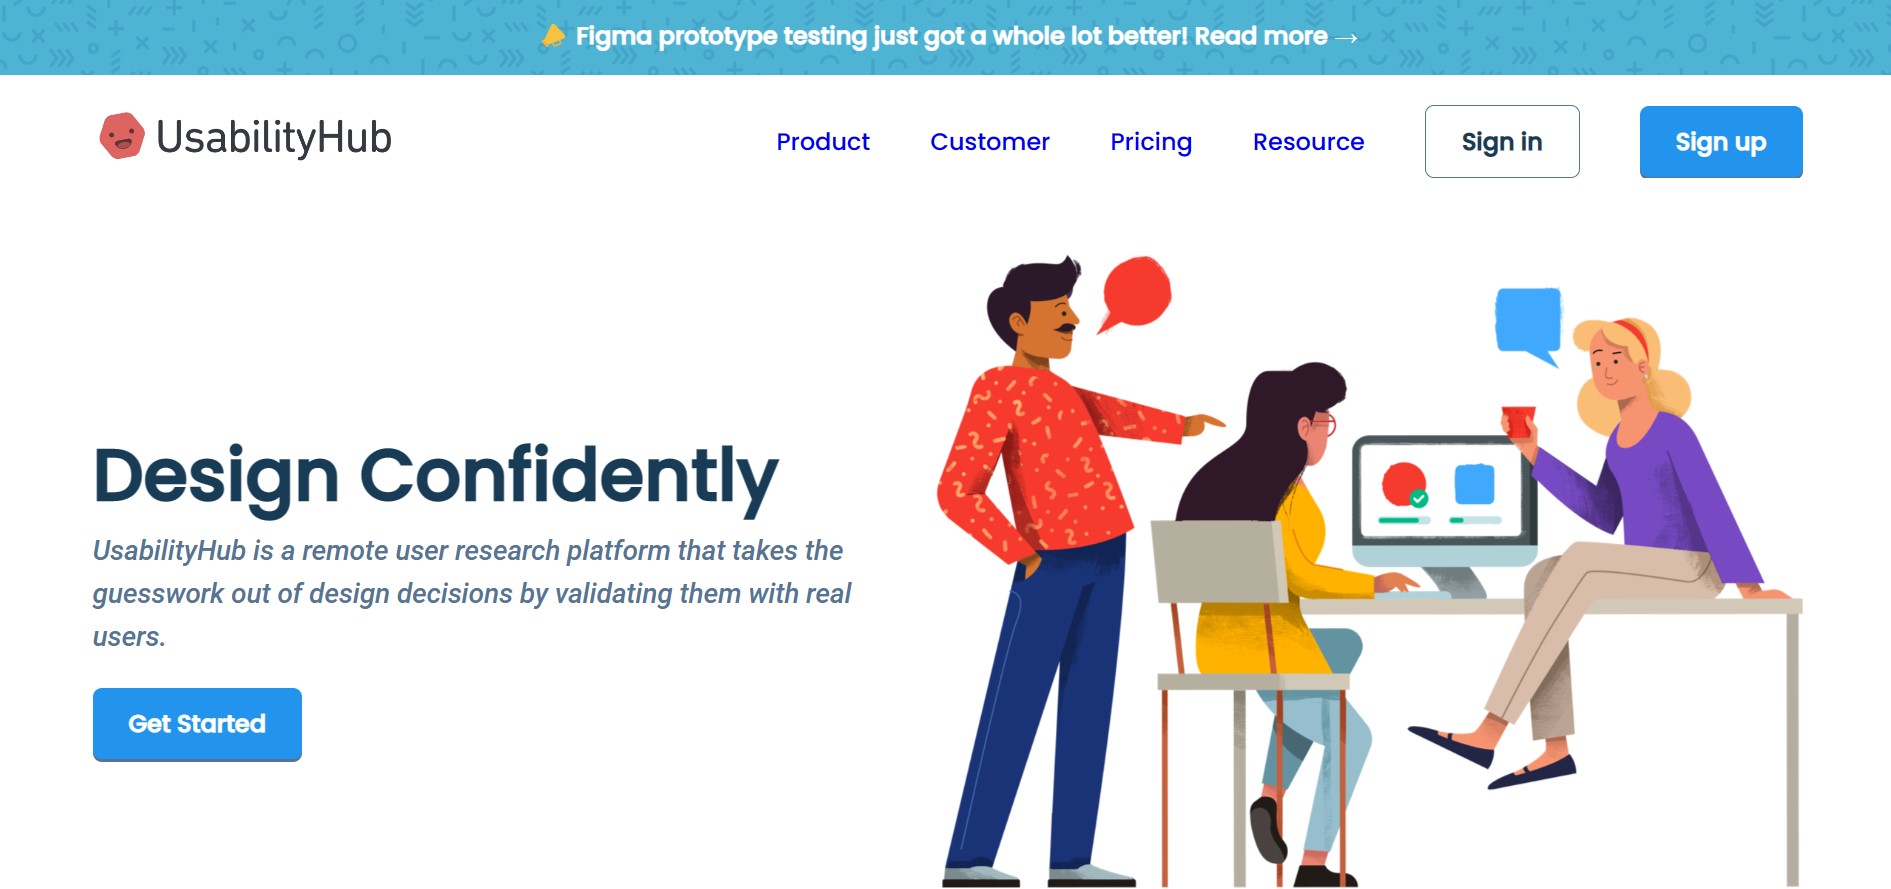 Figma prototype testing just got a whole lot better! Read more →
UsabilityHub
Product Customer Pricing Resource Sign in Sign up
Design Confidently
UsabilityHub is a remote user research platform that takes the
guesswork out of design decisions by validating them with real
users.
Get Started